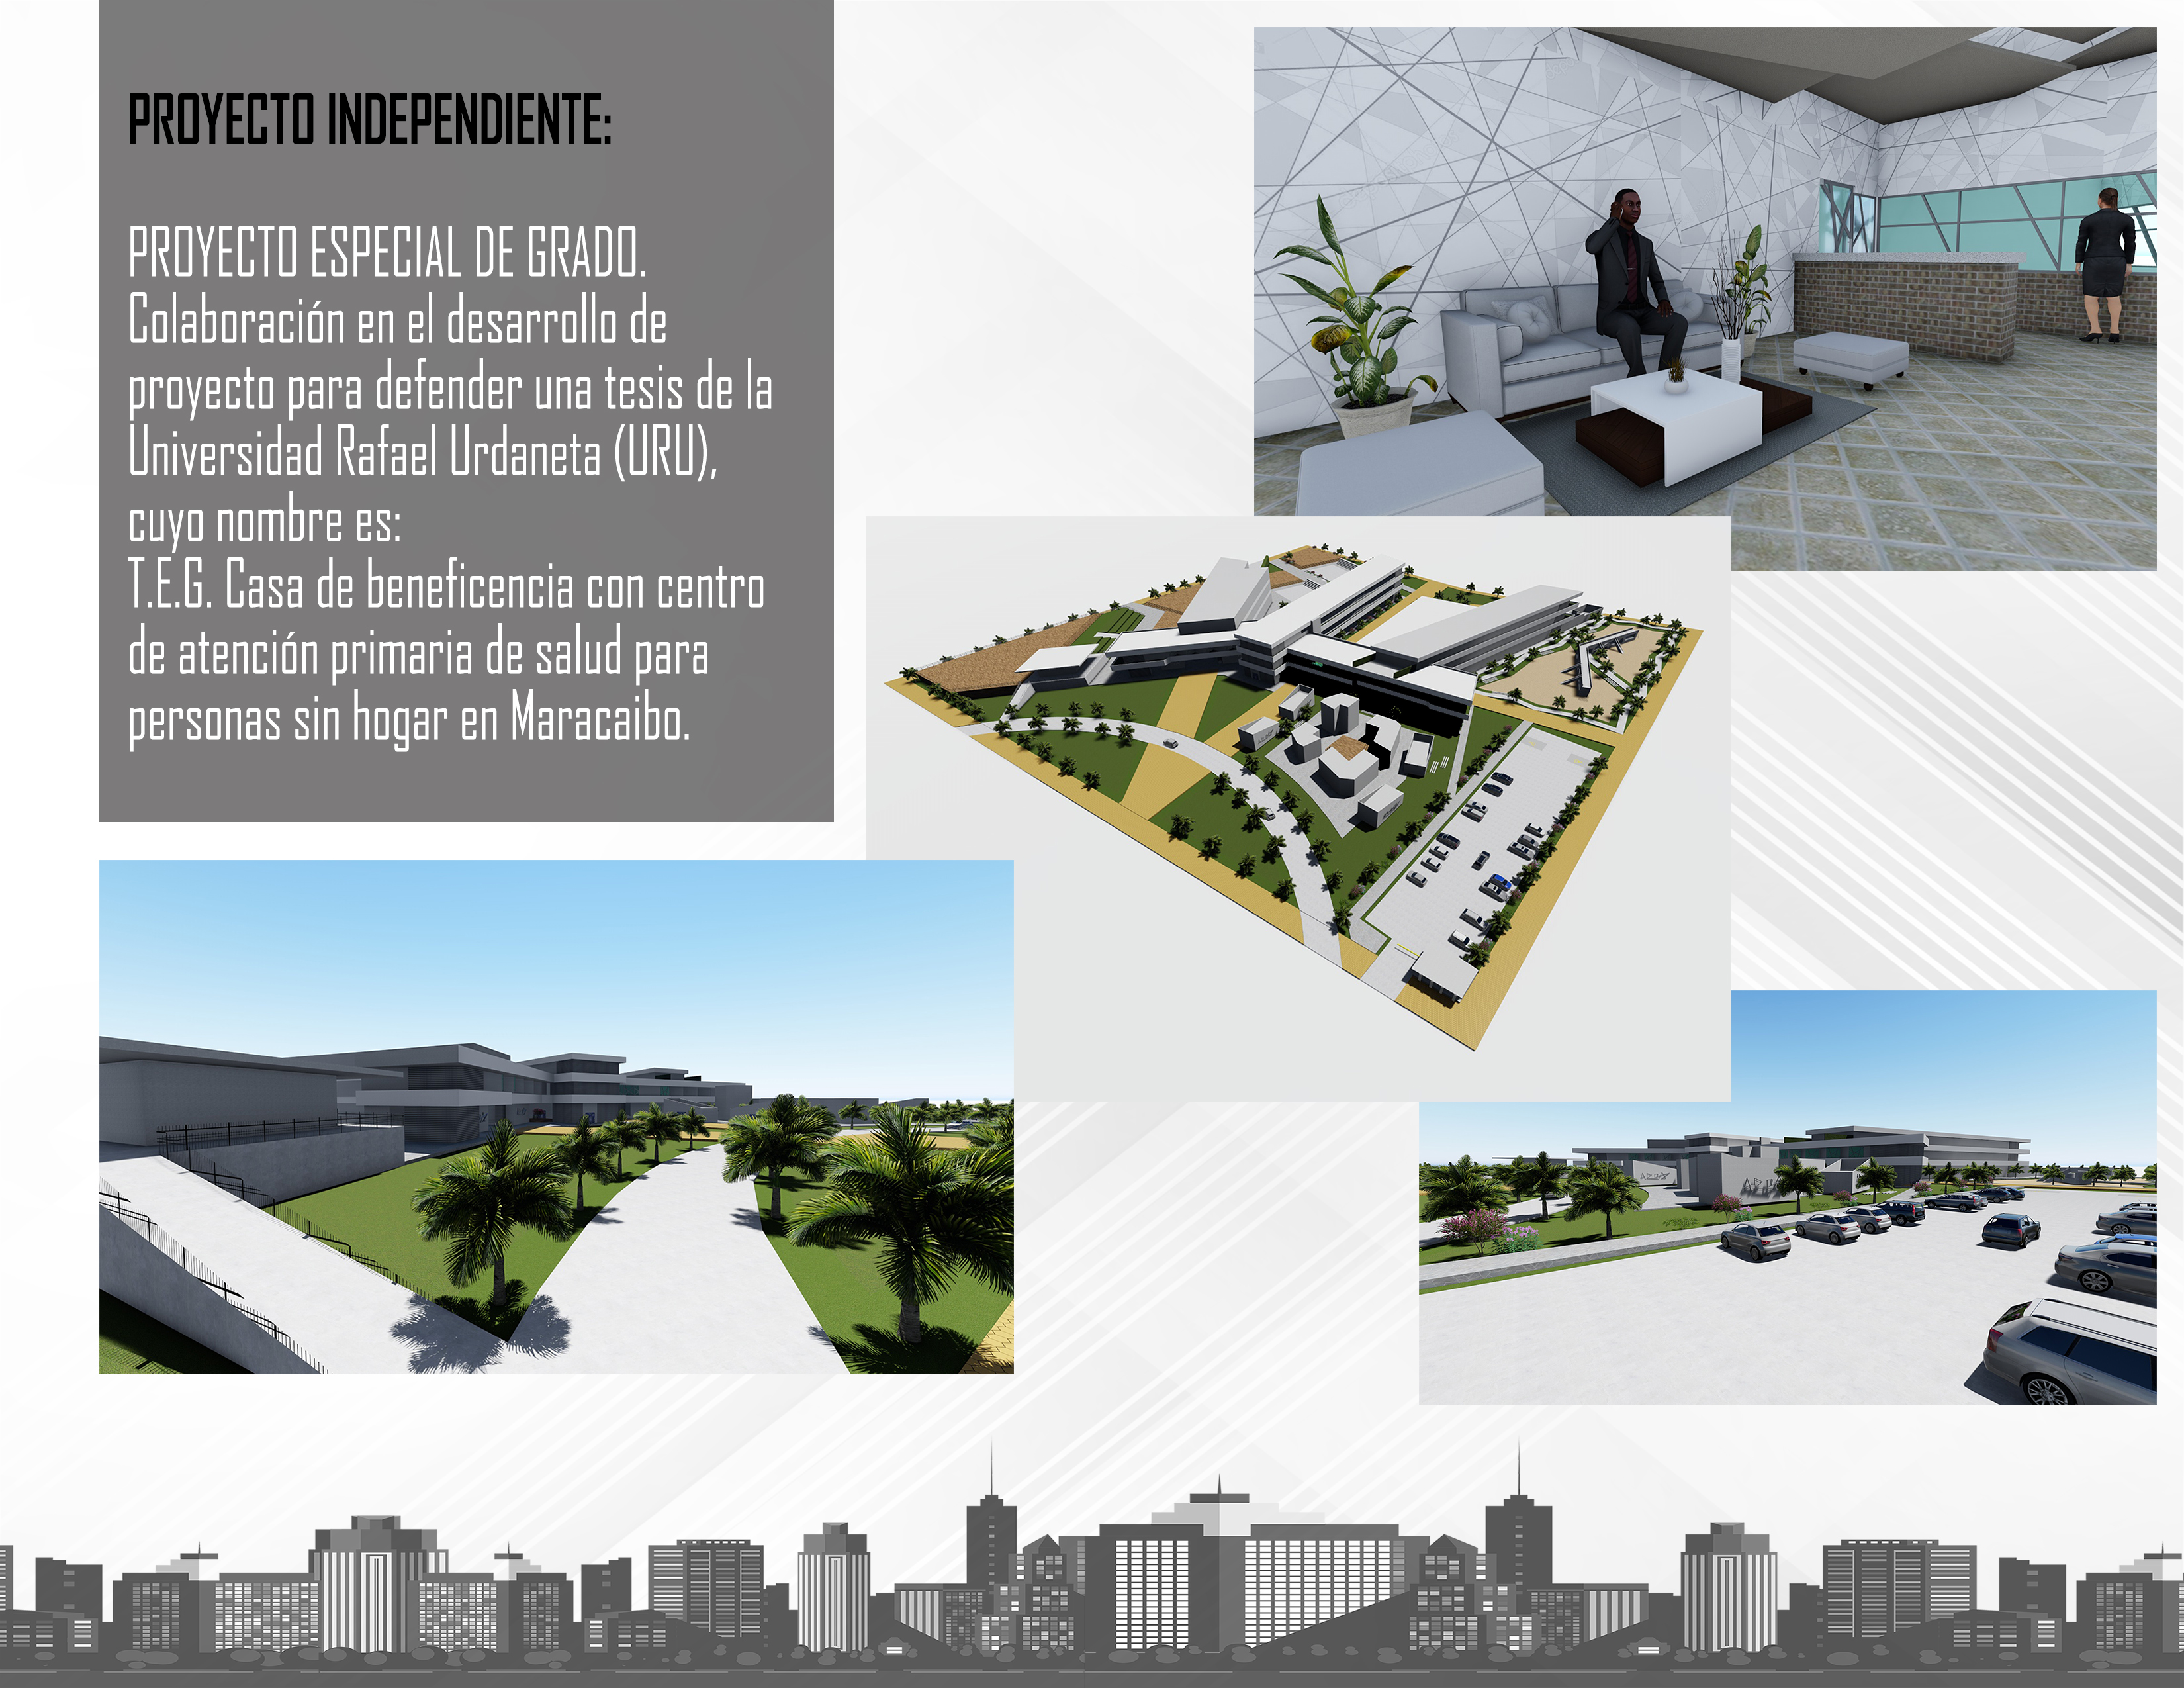 PROYECTO INDEPENDIENTE:
PROYECTO ESPECIAL DE GRADO.
Colaboración en el desarrollo de
proyecto para defender una tesis de la
Universidad Rafael Urdaneta (URU),
cuyo nombre es:
T.E.G. Casa de beneficencia con centro
de atención primaria de salud para
personas sin hogar en Maracaibo.